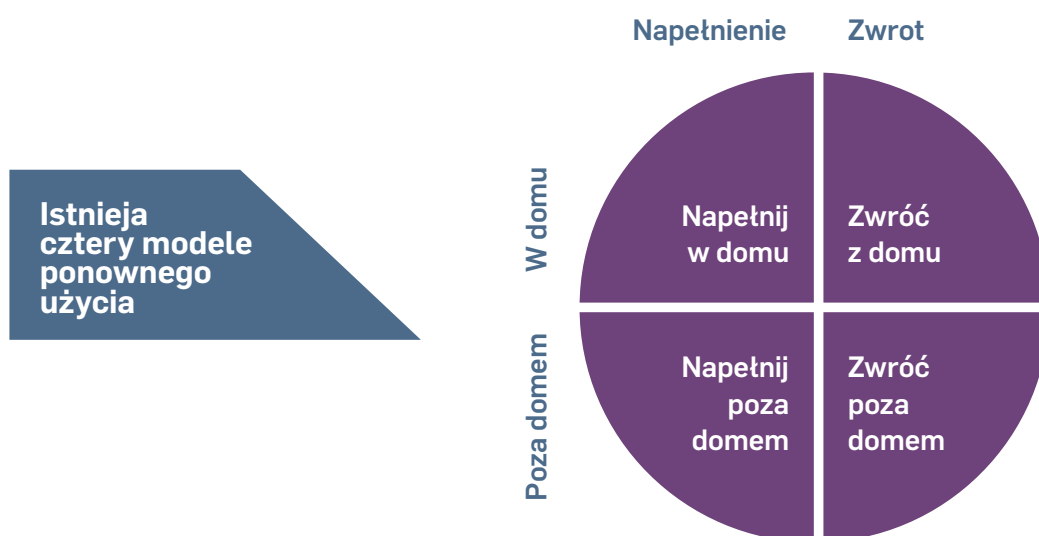 Napełnienie
Zwrot
Istnieja
cztery modele
ponownego
użycia
W domu
Napełnij
w domu
Zwróć
z domu
Poza domem
Napełnij
poza
domem
Zwróć
poza
domem